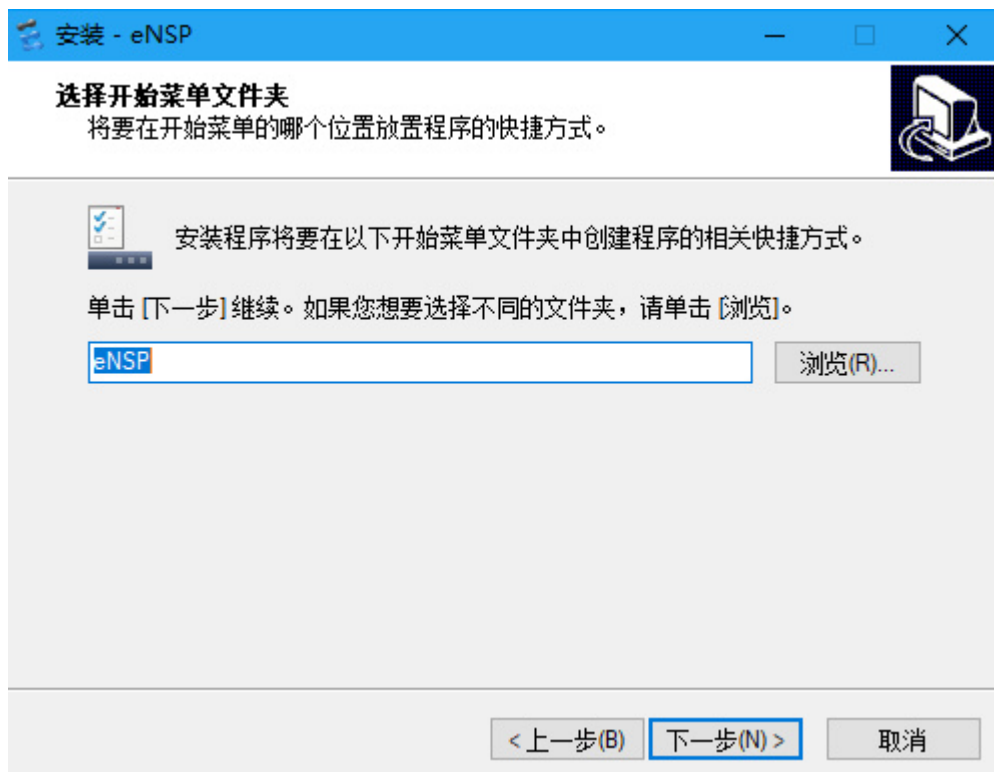 安装 - eNSP
选择开始菜单文件夹
将要在开始菜单的哪个位置放置程序的快捷方式。
安装程序将要在以下开始菜单文件夹中创建程序的相关快捷方式。
单击 [下一步] 继续。如果您想要选择不同的文件夹，请单击 [浏览]。
eNSP
浏览(R)...
< 上一步(B)
下一步(N) >
取消